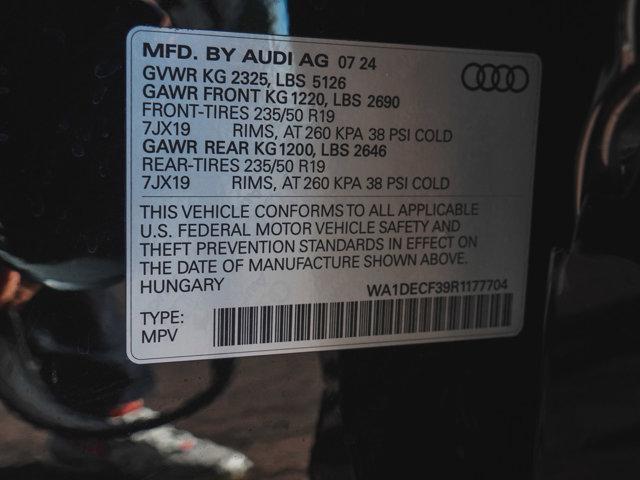 MFD. BY AUDI AG 07 24
GVWR KG 2325, LBS 5126
GAWR FRONT KG 1220, LBS 2690
FRONT-TIRES 235/50 R19
7JX19 RIMS, AT 260 KPA 38 PSI COLD
GAWR REAR KG 1200, LBS 2646
REAR-TIRES 235/50 R19
7JX19 RIMS, AT 260 KPA 38 PSI COLD
THIS VEHICLE CONFORMS TO ALL APPLICABLE
U.S. FEDERAL MOTOR VEHICLE SAFETY AND
THEFT PREVENTION STANDARDS IN EFFECT ON
THE DATE OF MANUFACTURE SHOWN ABOVE.
HUNGARY WA1DECF39R1177704
TYPE:
MPV